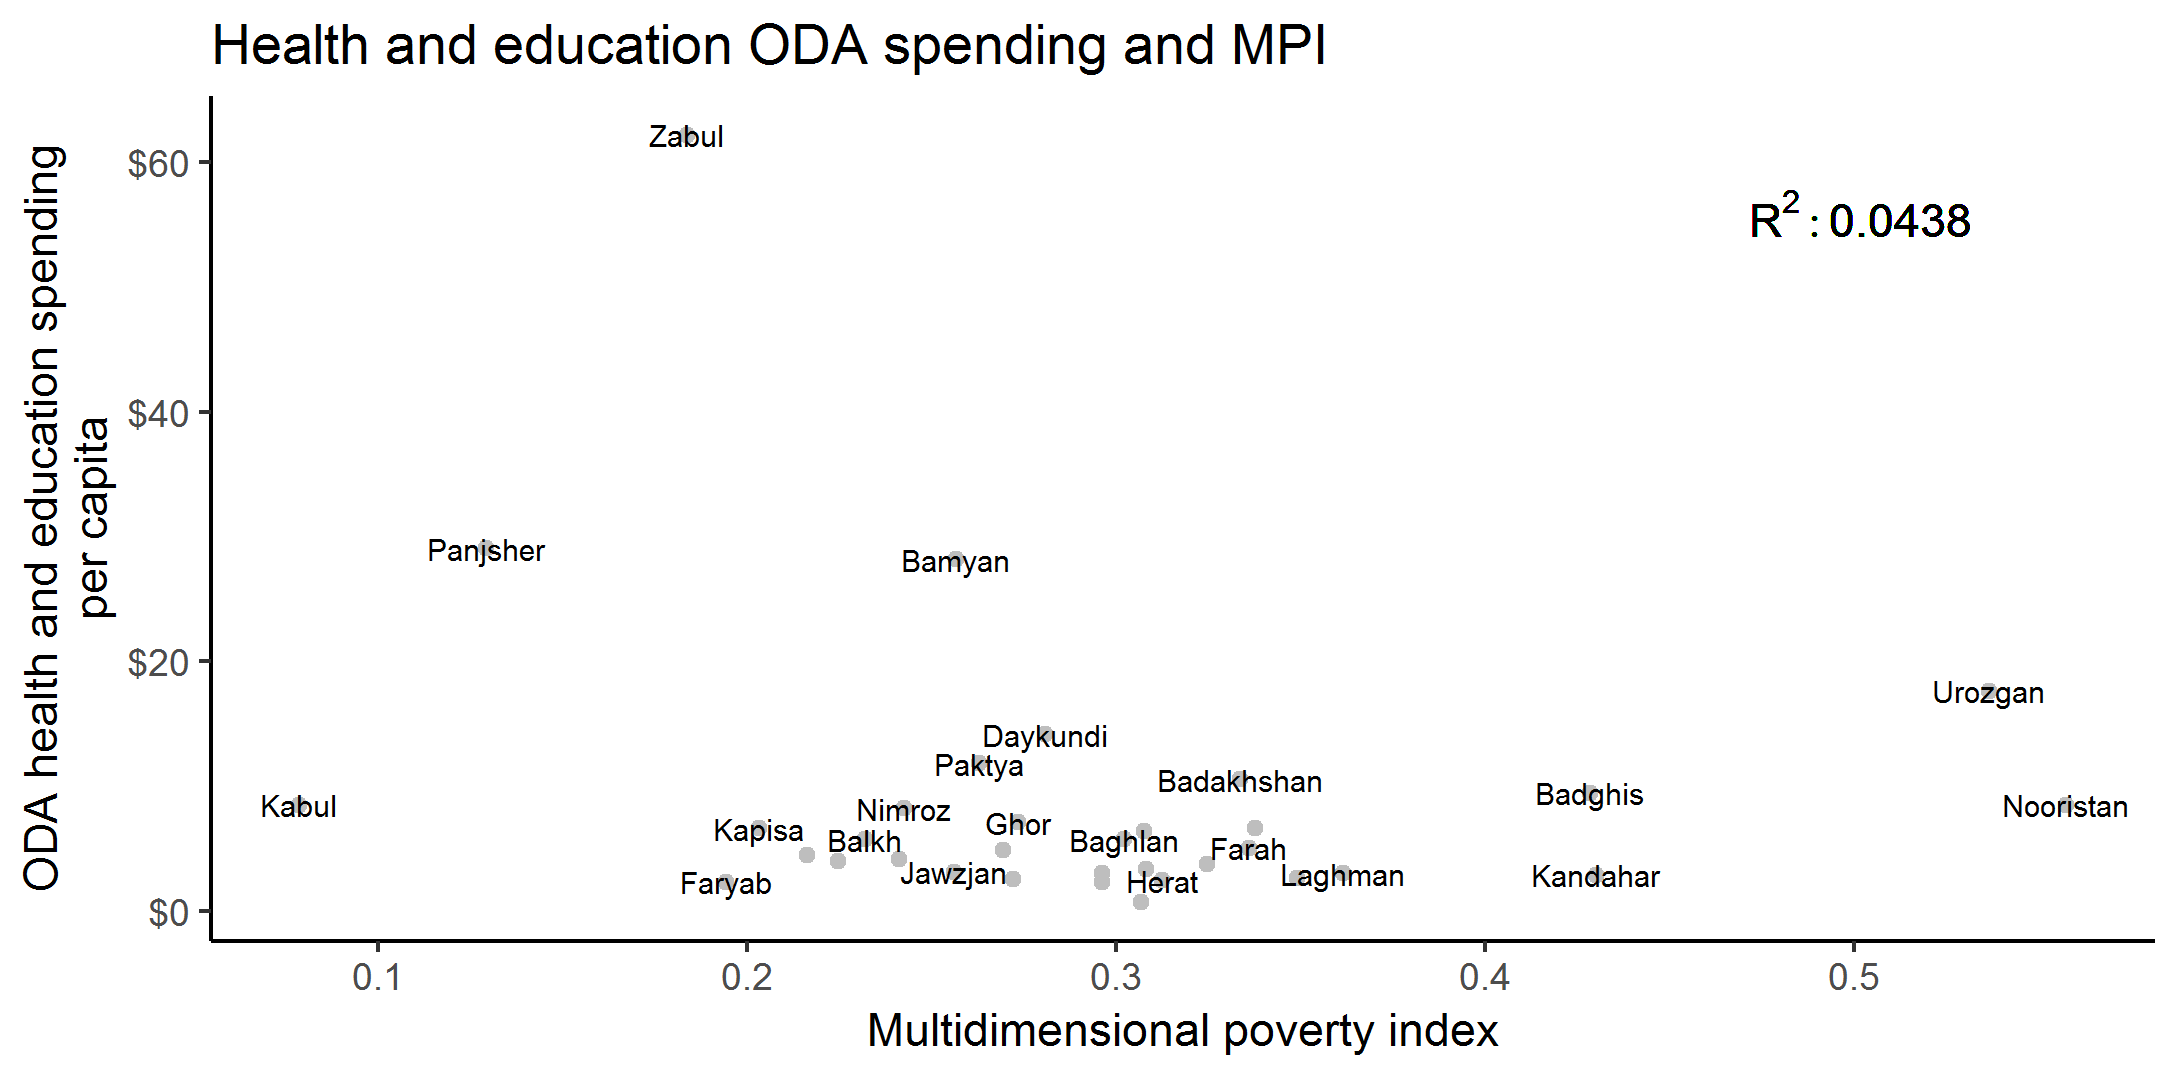 Health and education ODA spending and MPI
ODA health and education spending
per capita
$60
$40
$20
$0
Zabul
R² : 0.0438
Panjsher
Bamyan
Urozgan
Daykundi
Paktya
Badakhshan
Badghis
Kabul
Nimroz
Nooristan
Kapisa
Balkh
Ghor
Baghlan
Farah
Faryab
Jawzjan
Herat
Laghman
Kandahar
0.1
0.2
0.3
0.4
0.5
Multidimensional poverty index